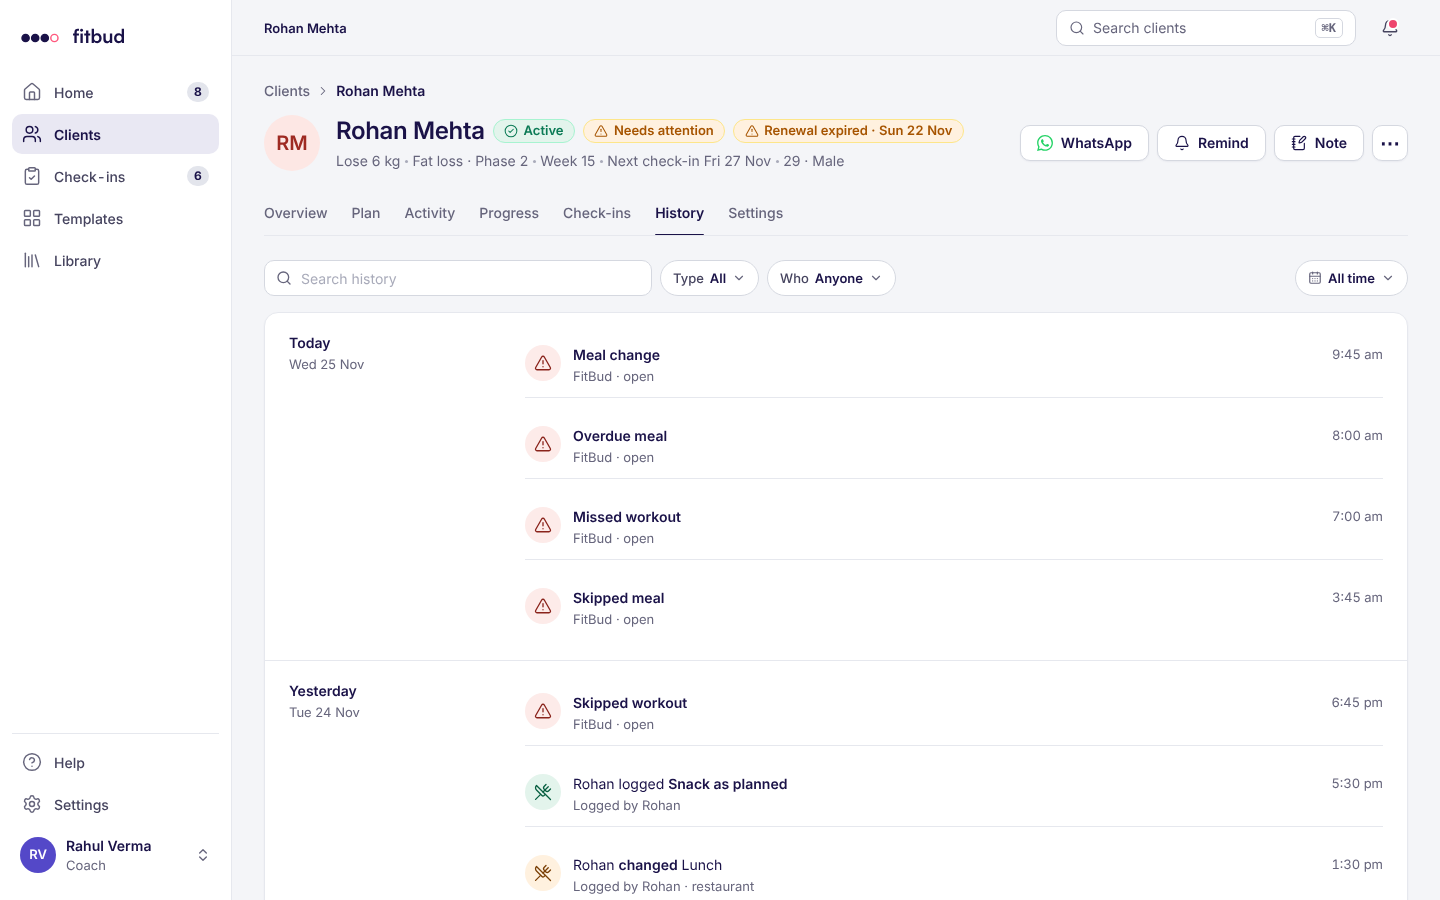 fitbud
Rohan Mehta
Search clients
⌘K
Home
8
Clients
Check-ins
6
Templates
Library
Clients > Rohan Mehta
RM
Rohan Mehta
Active
Needs attention
Renewal expired · Sun 22 Nov
Lose 6 kg · Fat loss · Phase 2 · Week 15 · Next check-in Fri 27 Nov · 29 · Male
WhatsApp
Remind
Note
Overview
Plan
Activity
Progress
Check-ins
History
Settings
Search history
Type All
Who Anyone
All time
Today
Wed 25 Nov
Meal change
FitBud · open
9:45 am
Overdue meal
FitBud · open
8:00 am
Missed workout
FitBud · open
7:00 am
Skipped meal
FitBud · open
3:45 am
Yesterday
Tue 24 Nov
Skipped workout
FitBud · open
6:45 pm
Rohan logged Snack as planned
Logged by Rohan
5:30 pm
Rohan changed Lunch
Logged by Rohan · restaurant
1:30 pm
Help
Settings
RV
Rahul Verma
Coach